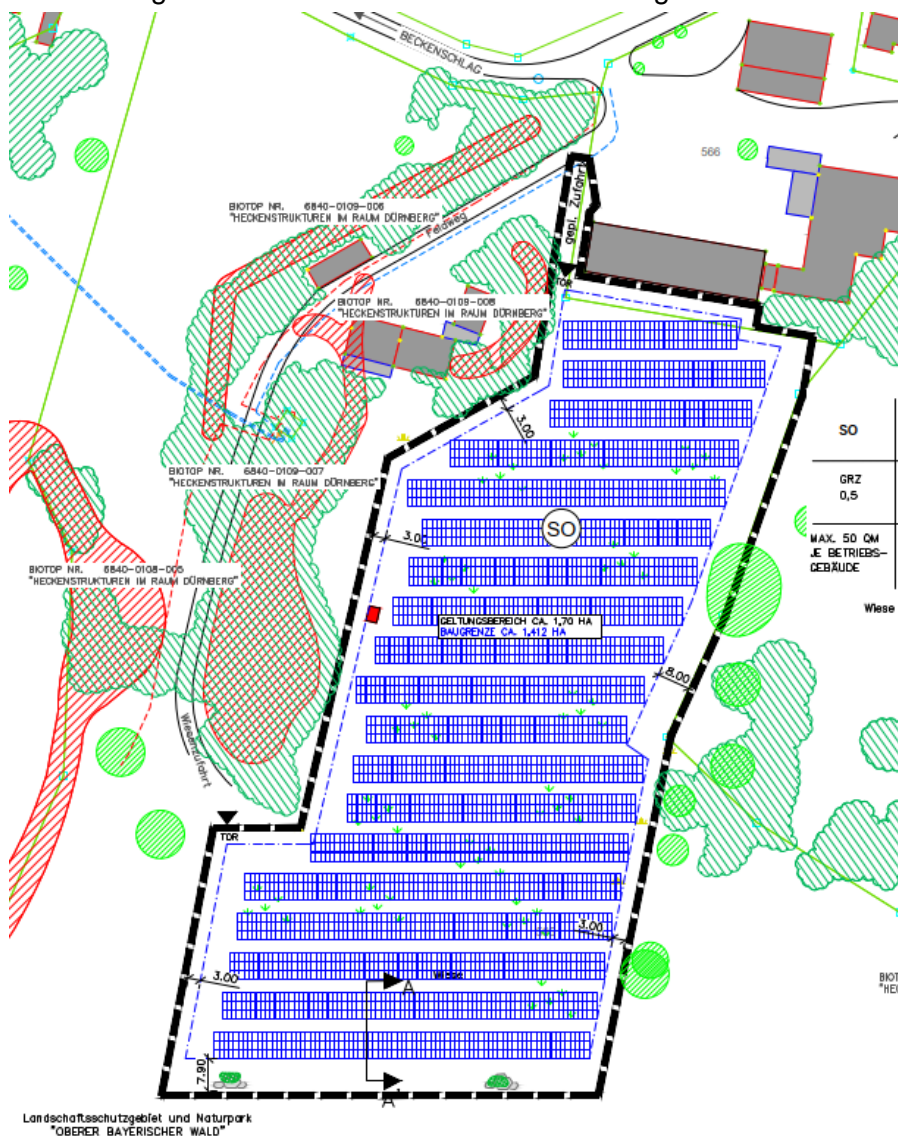 BECKENSCHLAG
566
BIOTOP NR. 6840-0109-006
"HECKENSTRUKTUREN IM RAUM DÜRNBERG"
Feldweg
gepl. Zufahrt
TOR
BIOTOP NR. 6840-0109-008
"HECKENSTRUKTUREN IM RAUM DÜRNBERG"
3.00
SO
GRZ
0,5
MAX. 50 QM
JE BETRIEBS-
GEBÄUDE
Wiese
BIOTOP NR. 6840-0109-007
"HECKENSTRUKTUREN IM RAUM DÜRNBERG"
SO
3.00
BIOTOP NR. 6840-0108-005
"HECKENSTRUKTUREN IM RAUM DÜRNBERG"
GELTUNGSBEREICH CA. 1,70 HA
BAUGRENZE CA. 1.412 HA
8.00
Wiesenzufahrt
TOR
3.00
3.00
Wiese
A
7.90
A'
Landschaftsschutzgebiet und Naturpark
"OBERER BAYERISCHER WALD"